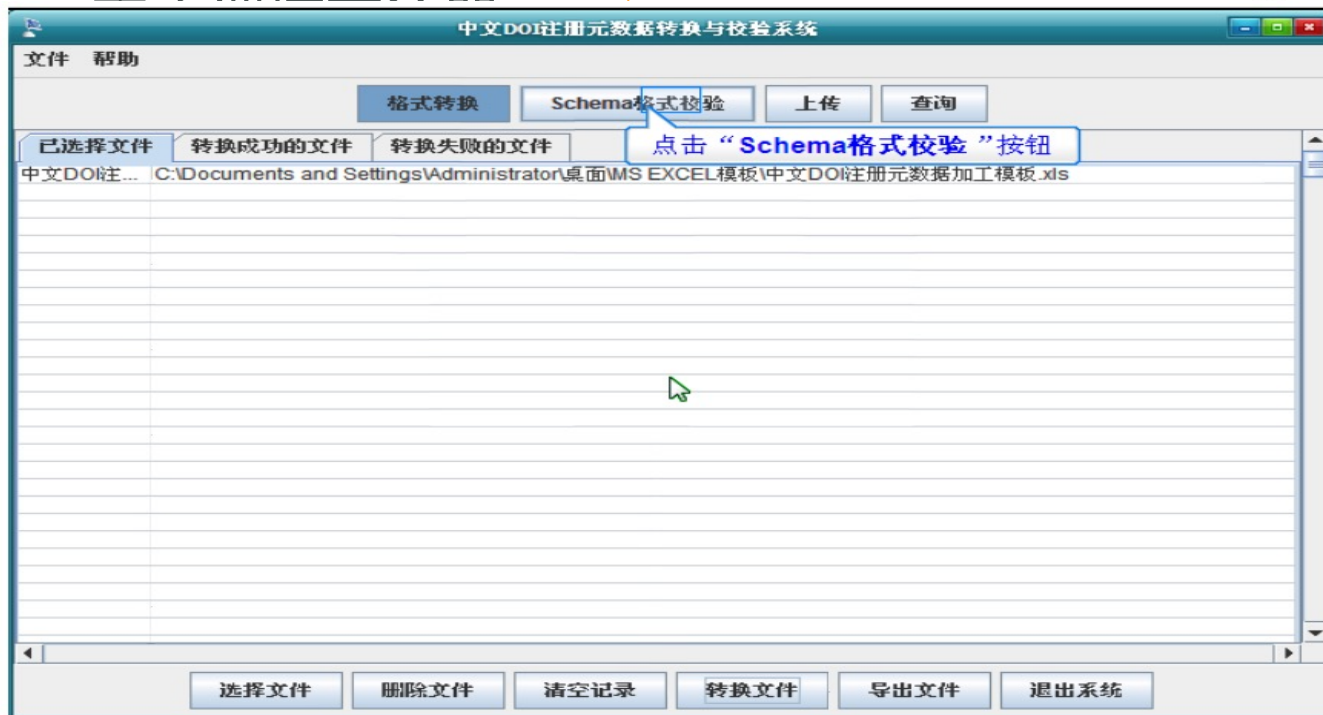 中文DOI注册元数据转换与校验系统
文件 帮助
格式转换 Schema格式校验 上传 查询
点击“Schema格式校验”按钮
已选择文件 转换成功的文件 转换失败的文件
中文DOI注... C:\Documents and Settings\Administrator\桌面\MS EXCEL模板\中文DOI注册元数据加工模板.xls
选择文件 删除文件 清空记录 转换文件 导出文件 退出系统